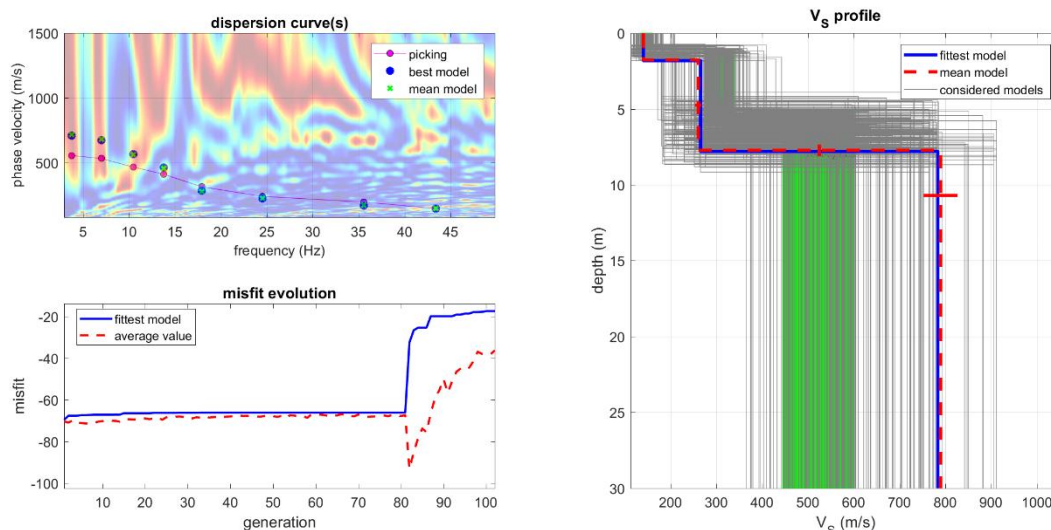 dispersion curve(s)
1500
1000
500
phase velocity (m/s)
picking
best model
mean model
5 10 15 20 25 30 35 40 45
frequency (Hz)
misfit evolution
-20
-40
-60
-80
-100
misfit
fittest model
average value
10 20 30 40 50 60 70 80 90 100
generation
V_S profile
0
5
10
15
20
25
30
depth (m)
fittest model
mean model
considered models
200 300 400 500 600 700 800 900 1000
V_S (m/s)